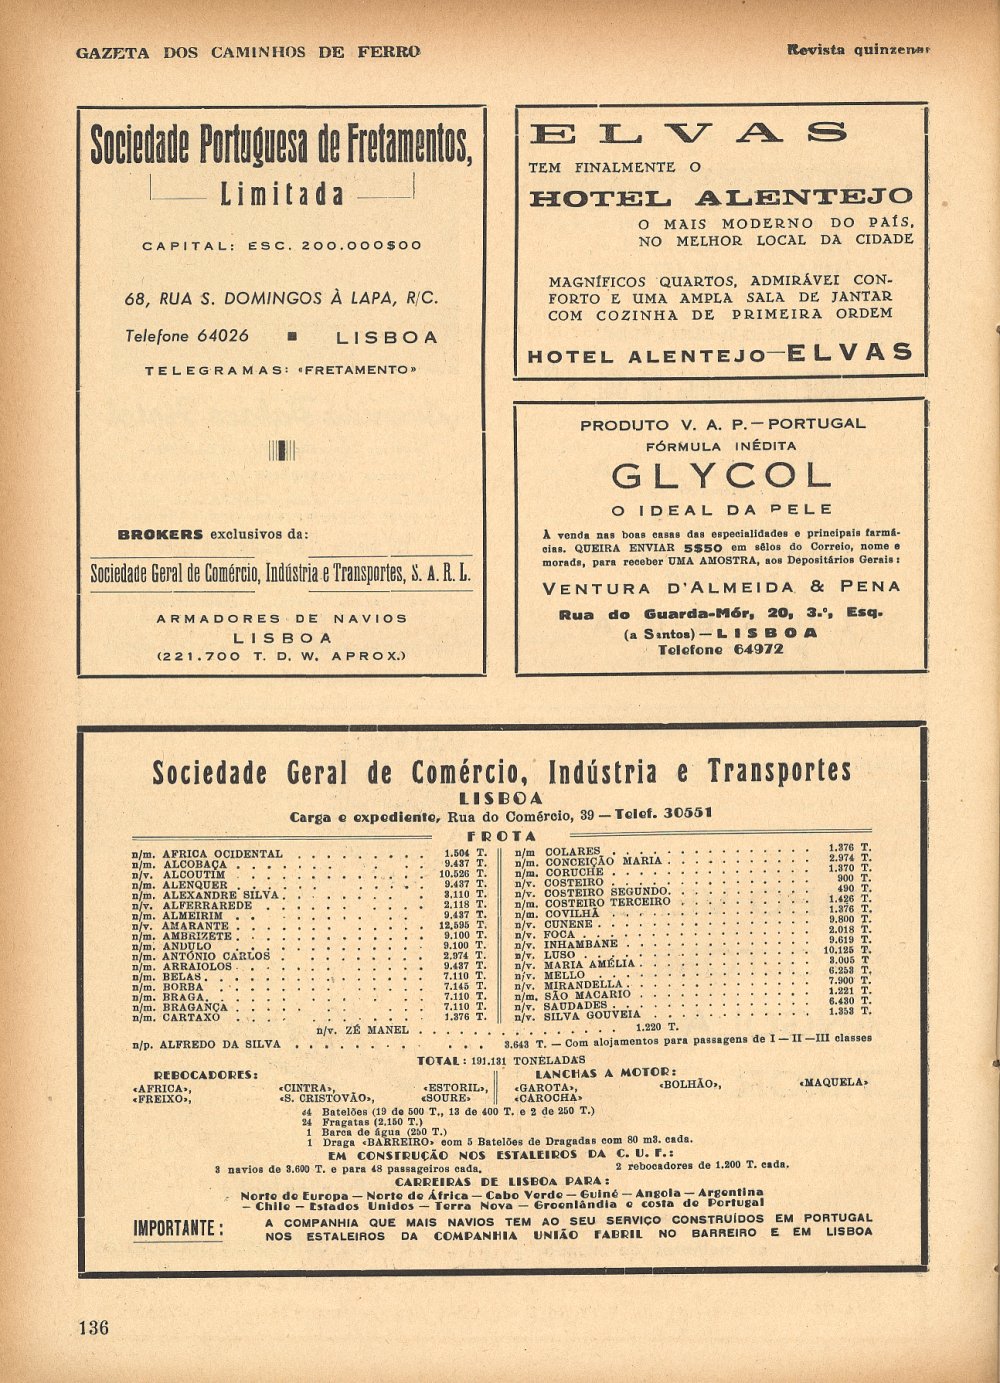 GAZETA DOS CAMINHOS DE FERRO
Revista quinzenal
Sociedade Portuguesa de Fretamentos,
Limitada
CAPITAL: ESC. 200.000$00
68, RUA S. DOMINGOS À LAPA, R/C.
Telefone 64026 ■ LISBOA
TELEGRAMAS: «FRETAMENTO»
BROKERS exclusivos da:
Sociedade Geral de Comércio, Indústria e Transportes, S. A. R. L.
ARMADORES DE NAVIOS
LISBOA
(221.700 T. D. W. APROX.)
ELVAS
TEM FINALMENTE O
HOTEL ALENTEJO
O MAIS MODERNO DO PAÍS,
NO MELHOR LOCAL DA CIDADE
MAGNÍFICOS QUARTOS, ADMIRÁVEI CON-
FORTO E UMA AMPLA SALA DE JANTAR
COM COZINHA DE PRIMEIRA ORDEM
HOTEL ALENTEJO—ELVAS
PRODUTO V. A. P.—PORTUGAL
FÓRMULA INÉDITA
GLYCOL
O IDEAL DA PELE
À venda nas boas casas das especialidades e principais farmá-
cias. QUEIRA ENVIAR 5$50 em sêlos do Correio, nome e
morada, para receber UMA AMOSTRA, aos Depositários Gerais:
VENTURA D'ALMEIDA & PENA
Rua do Guarda-Mór, 20, 3.º, Esq.
(a Santos) — LISBOA
Telefone 64972
Sociedade Geral de Comércio, Indústria e Transportes
LISBOA
Carga e expediente, Rua do Comércio, 39 — Telef. 30551
FROTA
n/m. AFRICA OCIDENTAL . . . . . . . . 1.504 T.
n/m. ALCOBAÇA . . . . . . . . 9.437 T.
n/v. ALCOUTIM . . . . . . . . 10.526 T.
n/m. ALENQUER . . . . . . . . 9.437 T.
n/m. ALEXANDRE SILVA . . . . . . . . 3.110 T.
n/v. ALFERRAREDE . . . . . . . . 2.118 T.
n/m. ALMEIRIM . . . . . . . . 9.437 T.
n/v. AMARANTE . . . . . . . . 12.595 T.
n/m. AMBRIZETE . . . . . . . . 9.100 T.
n/m. ANDULO . . . . . . . . 9.100 T.
n/m. ANTÓNIO CARLOS . . . . . . . . 2.974 T.
n/m. ARRAIOLOS . . . . . . . . 9.437 T.
n/m. BELAS . . . . . . . . 7.110 T.
n/m. BORBA . . . . . . . . 7.145 T.
n/m. BRAGA . . . . . . . . 7.110 T.
n/m. BRAGANÇA . . . . . . . . 7.110 T.
n/m. CARTAXO . . . . . . . . 1.376 T.
n/m COLARES . . . . . . . . 1.376 T.
n/m. CONCEIÇÃO MARIA . . . . . . . . 2.974 T.
n/m. CORUCHE . . . . . . . . 1.370 T.
n/v. COSTEIRO . . . . . . . . 900 T.
n/v. COSTEIRO SEGUNDO . . . . . . . . 490 T.
n/m. COSTEIRO TERCEIRO . . . . . . . . 1.426 T.
n/m. COVILHÃ . . . . . . . . 1.376 T.
n/v. CUNENE . . . . . . . . 9.800 T.
n/v. FOCA . . . . . . . . 2.018 T.
n/v. INHAMBANE . . . . . . . . 9.619 T.
n/v. LUSO . . . . . . . . 10.125 T.
n/v. MARIA AMÉLIA . . . . . . . . 3.005 T
n/v. MELLO . . . . . . . . 6.253 T.
n/v. MIRANDELLA . . . . . . . . 7.900 T.
n/m. SÃO MACARIO . . . . . . . . 1.221 T.
n/v. SAUDADES . . . . . . . . 6.430 T.
n/v. SILVA GOUVEIA . . . . . . . . 1.353 T.
n/v. ZÉ MANEL . . . . . . . . 1.220 T.
n/p. ALFREDO DA SILVA . . . . . . . . 3.643 T. — Com alojamentos para passagens de I — II — III classes
TOTAL: 191.131 TONELADAS
REBOCADORES:
«AFRICA», «CINTRA», «ESTORIL»,
«FREIXO», «S. CRISTOVÃO», «SOURE»
LANCHAS A MOTOR:
«GAROTA», «BOLHÃO», «MAQUELA»
«CAROCHA»
44 Batelões (19 de 500 T., 13 de 400 T. e 2 de 250 T.)
24 Fragatas (2.150 T.)
1 Barca de água (250 T.)
1 Draga «BARREIRO» com 5 Batelões de Dragadas com 80 m3. cada.
EM CONSTRUÇÃO NOS ESTALEIROS DA C. U. F.:
3 navios de 3.600 T. e para 48 passageiros cada. 2 rebocadores de 1.200 T. cada.
CARREIRAS DE LISBOA PARA:
Norte de Europa — Norte de África — Cabo Verde — Guiné — Angola — Argentina
— Chile — Estados Unidos — Terra Nova — Groenlândia e costa de Portugal
IMPORTANTE: A COMPANHIA QUE MAIS NAVIOS TEM AO SEU SERVIÇO CONSTRUÍDOS EM PORTUGAL
NOS ESTALEIROS DA COMPANHIA UNIÃO FABRIL NO BARREIRO E EM LISBOA
136